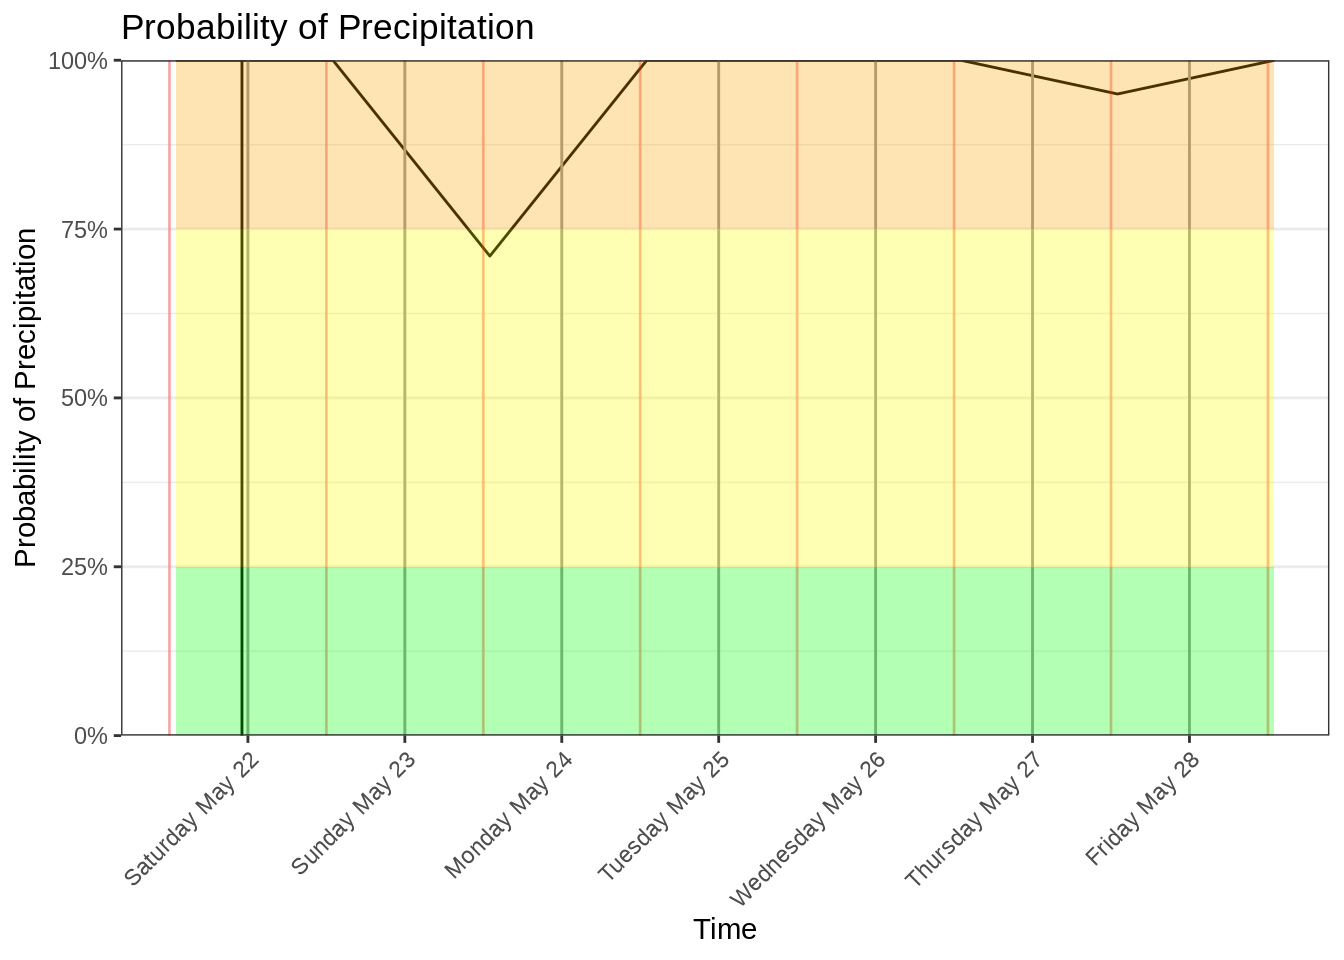 Probability of Precipitation
Probability of Precipitation
100%
75%
50%
25%
0%
Saturday May 22
Sunday May 23
Monday May 24
Tuesday May 25
Wednesday May 26
Thursday May 27
Friday May 28
Time